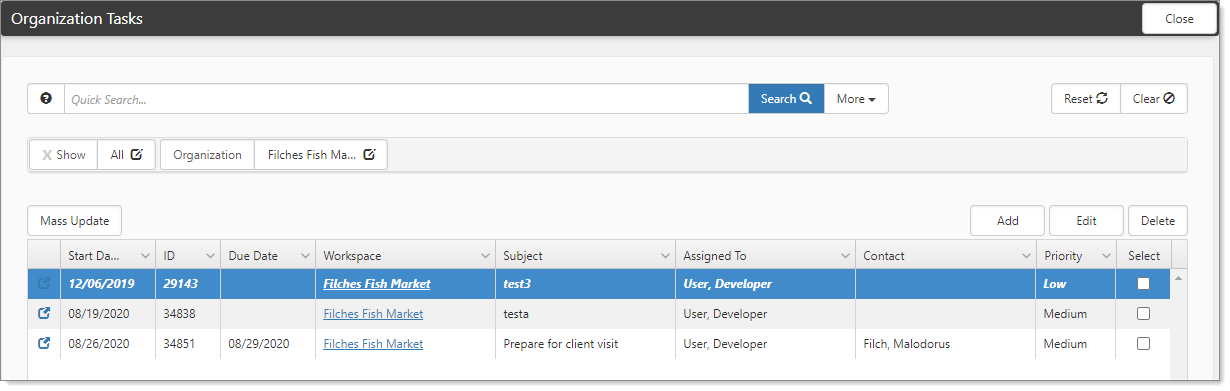 Organization Tasks Close
Quick Search... Search More Reset Clear
X Show All Organization Filches Fish Ma...
Mass Update Add Edit Delete
Start Da... ID Due Date Workspace Subject Assigned To Contact Priority Select
12/06/2019 29143 Filches Fish Market test3 User, Developer Low
08/19/2020 34838 Filches Fish Market testa User, Developer Medium
08/26/2020 34851 08/29/2020 Filches Fish Market Prepare for client visit User, Developer Filch, Malodorus Medium